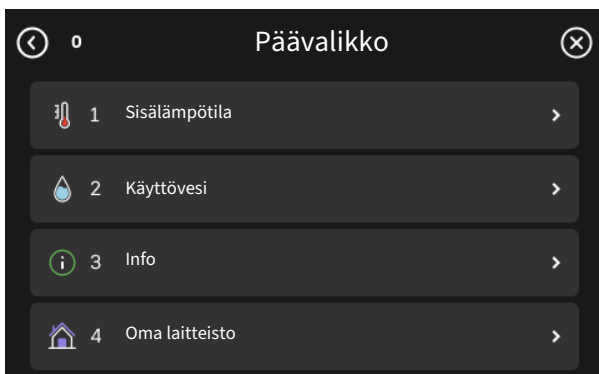 0 Päävalikko
1 Sisälämpötila
2 Käyttövesi
3 Info
4 Oma laitteisto